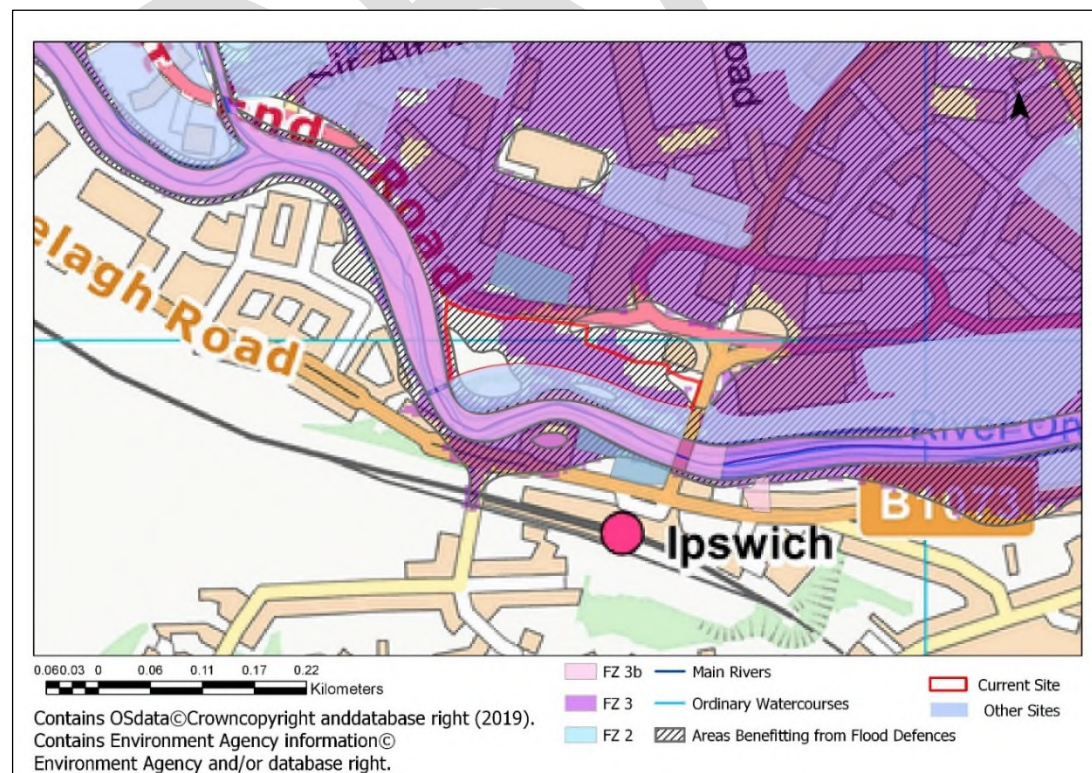 nd
Road
Road
elagh Road
River
B1073
Ipswich
0.060.03 0 0.06 0.11 0.17 0.22
Kilometers
FZ 3b
FZ 3
FZ 2
Main Rivers
Ordinary Watercourses
Areas Benefitting from Flood Defences
Current Site
Other Sites
Contains OSdata©Crowncopyright anddatabase right (2019).
Contains Environment Agency information©
Environment Agency and/or database right.